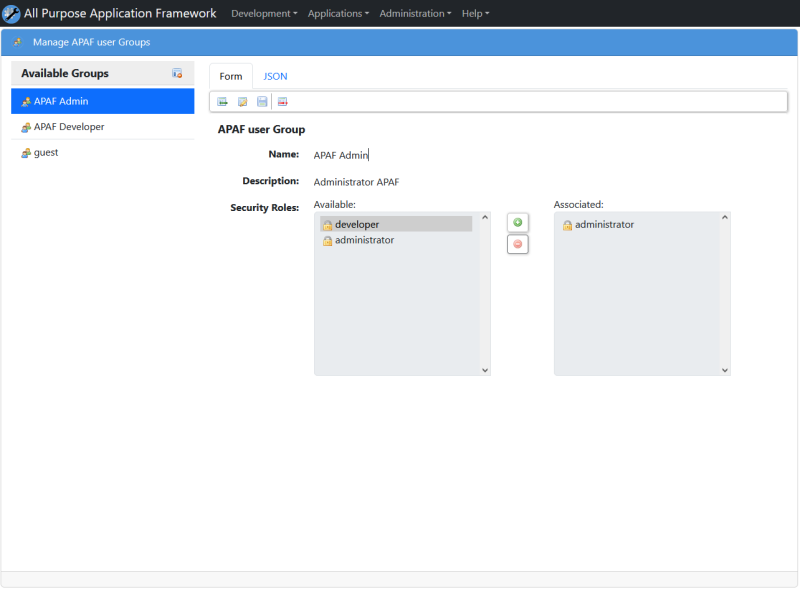 All Purpose Application Framework Development Applications Administration Help
Manage APAF user Groups
Available Groups
APAF Admin
APAF Developer
guest
Form JSON
APAF user Group
Name: APAF Admin
Description: Administrator APAF
Security Roles:
Available:
developer
administrator
Associated:
administrator